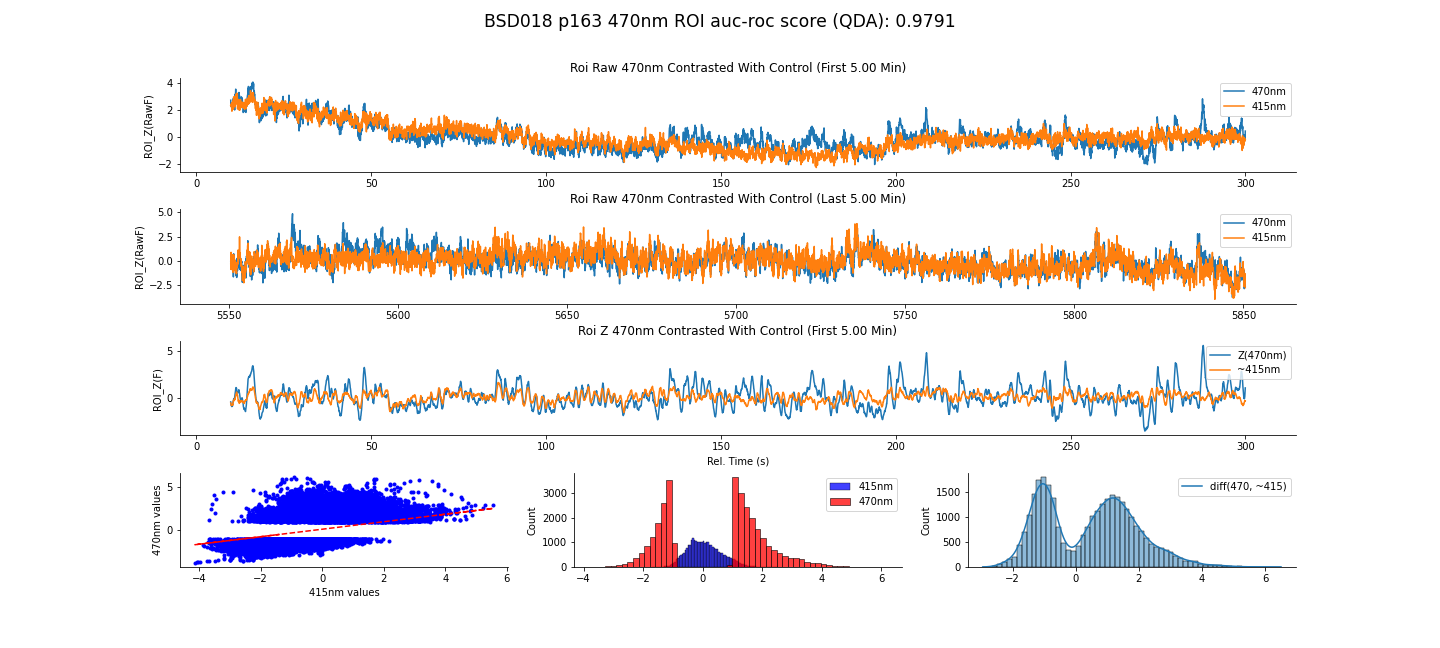 BSD018 p163 470nm ROI auc-roc score (QDA): 0.9791
Roi Raw 470nm Contrasted With Control (First 5.00 Min)
ROI_Z(RawF)
4
2
0
−2
470nm
415nm
0 50 100 150 200 250 300
Roi Raw 470nm Contrasted With Control (Last 5.00 Min)
ROI_Z(RawF)
5.0
2.5
0.0
−2.5
470nm
415nm
5550 5600 5650 5700 5750 5800 5850
Roi Z 470nm Contrasted With Control (First 5.00 Min)
ROI_Z(F)
5
0
Z(470nm)
~415nm
0 50 100 150 200 250 300
Rel. Time (s)
470nm values
5
0
−4 −2 0 2 4 6
415nm values
Count
3000
2000
1000
0
415nm
470nm
−4 −2 0 2 4 6
Count
1500
1000
500
0
diff(470, ~415)
−2 0 2 4 6